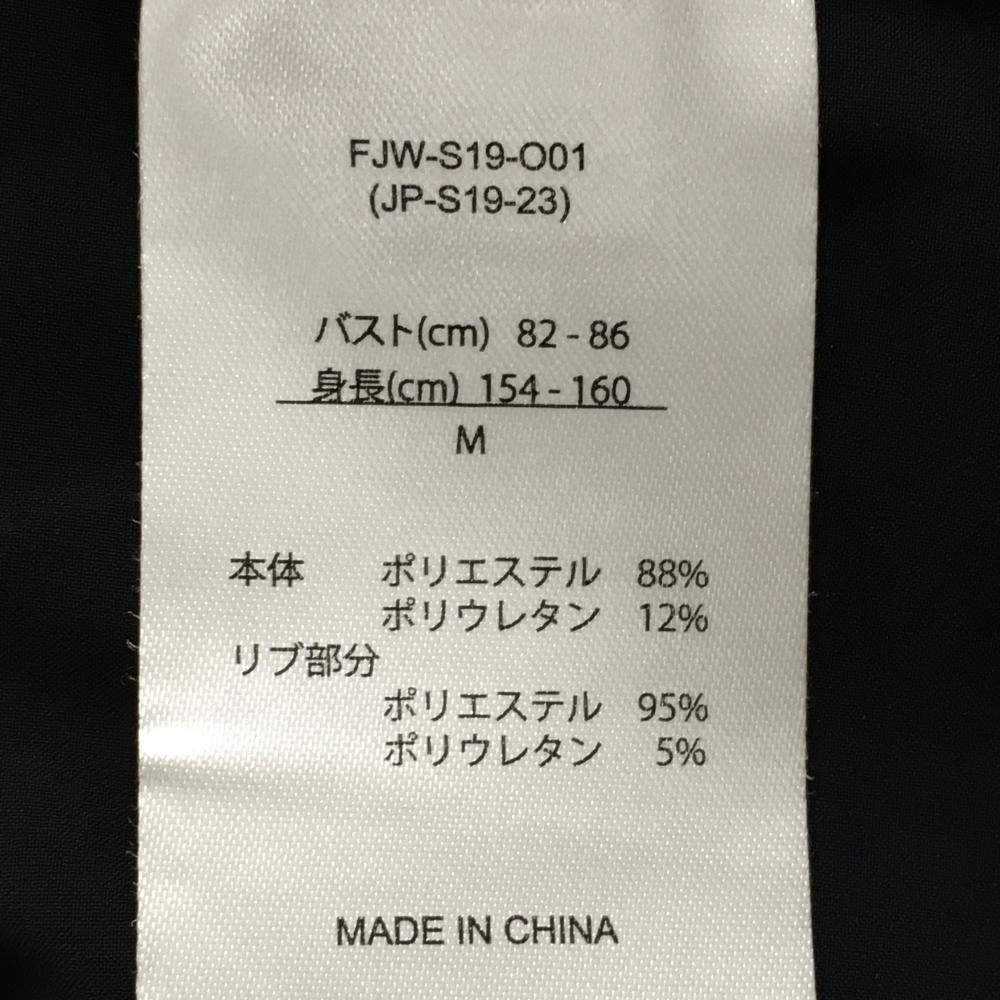 FJW-S19-O01
(JP-S19-23)
バスト(cm) 82 - 86
身長(cm) 154 - 160
M
本体 ポリエステル 88%
ポリウレタン 12%
リブ部分
ポリエステル 95%
ポリウレタン 5%
MADE IN CHINA